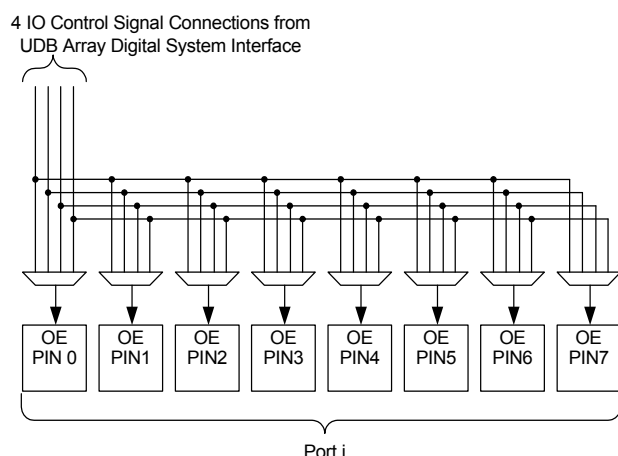 4 IO Control Signal Connections from
UDB Array Digital System Interface
OE
PIN 0
OE
PIN1
OE
PIN2
OE
PIN3
OE
PIN4
OE
PIN5
OE
PIN6
OE
PIN7
Port i